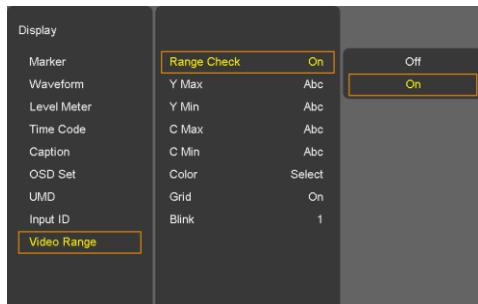 Display
Marker
Waveform
Level Meter
Time Code
Caption
OSD Set
UMD
Input ID
Video Range
Range Check On
Y Max Abc
Y Min Abc
C Max Abc
C Min Abc
Color Select
Grid On
Blink 1
Off
On